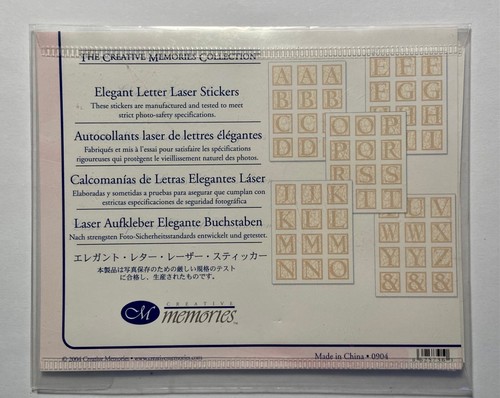 THE CREATIVE MEMORIES COLLECTION®
Elegant Letter Laser Stickers
These stickers are manufactured and tested to meet
strict photo-safety specifications.
Autocollants laser de lettres élégantes
Fabriqués et mis à l'essai pour satisfaire les spécifications
rigoureuses qui protègent le vieillissement naturel des photos.
Calcomanías de Letras Elegantes Láser
Elaboradas y sometidas a pruebas para asegurar que cumplan con
estrictas especificaciones de seguridad fotográfica
Laser Aufkleber Elegante Buchstaben
Nach strengsten Foto-Sicherheitsstandards entwickelt und getestet.
エレガント・レター・レーザー・スティッカー
本製品は写真保存のための厳しい規格のテスト
に合格し、生産されたものです。
CM
CREATIVE
memories™
© 2004 Creative Memories • www.creativememories.com
Made in China • 0904
A A A
B B B
C C C
D D D
E F F
G G
H
I
O O P
P O R
R S S
T T
I J K
K L L
M M M
N N O
U V
W X
Y Z
& & &